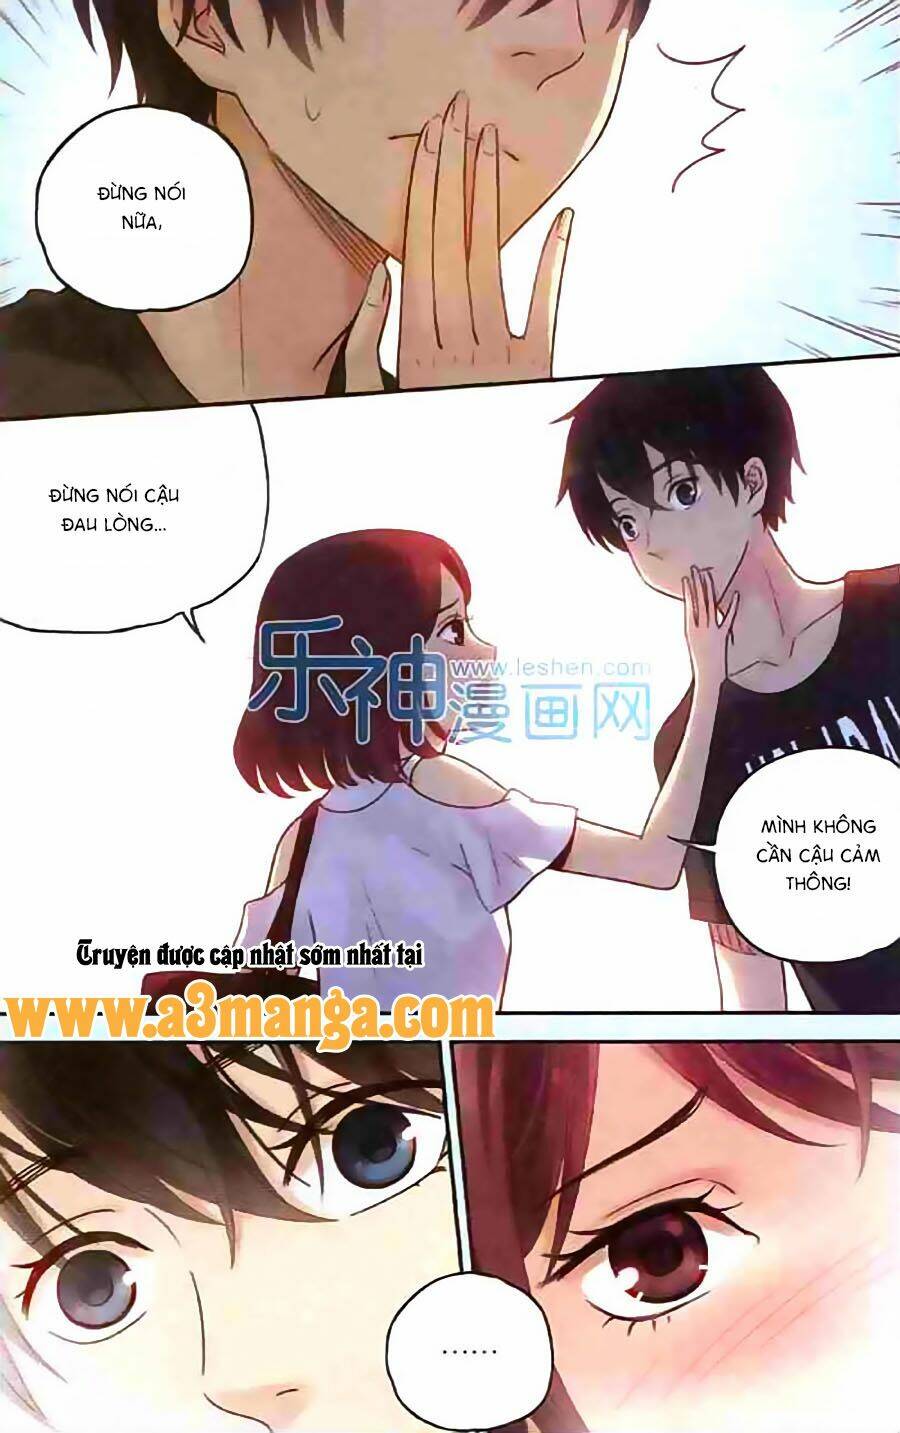 ĐỪNG NÓI
NỮA,
ĐỪNG NÓI CẬU
ĐAU LÒNG...
www.leshen.com
乐神漫画网
MÌNH KHÔNG
CẦN CẬU CẢM
THÔNG!
Truyện được cập nhật sớm nhất tại
www.a3manga.com
......